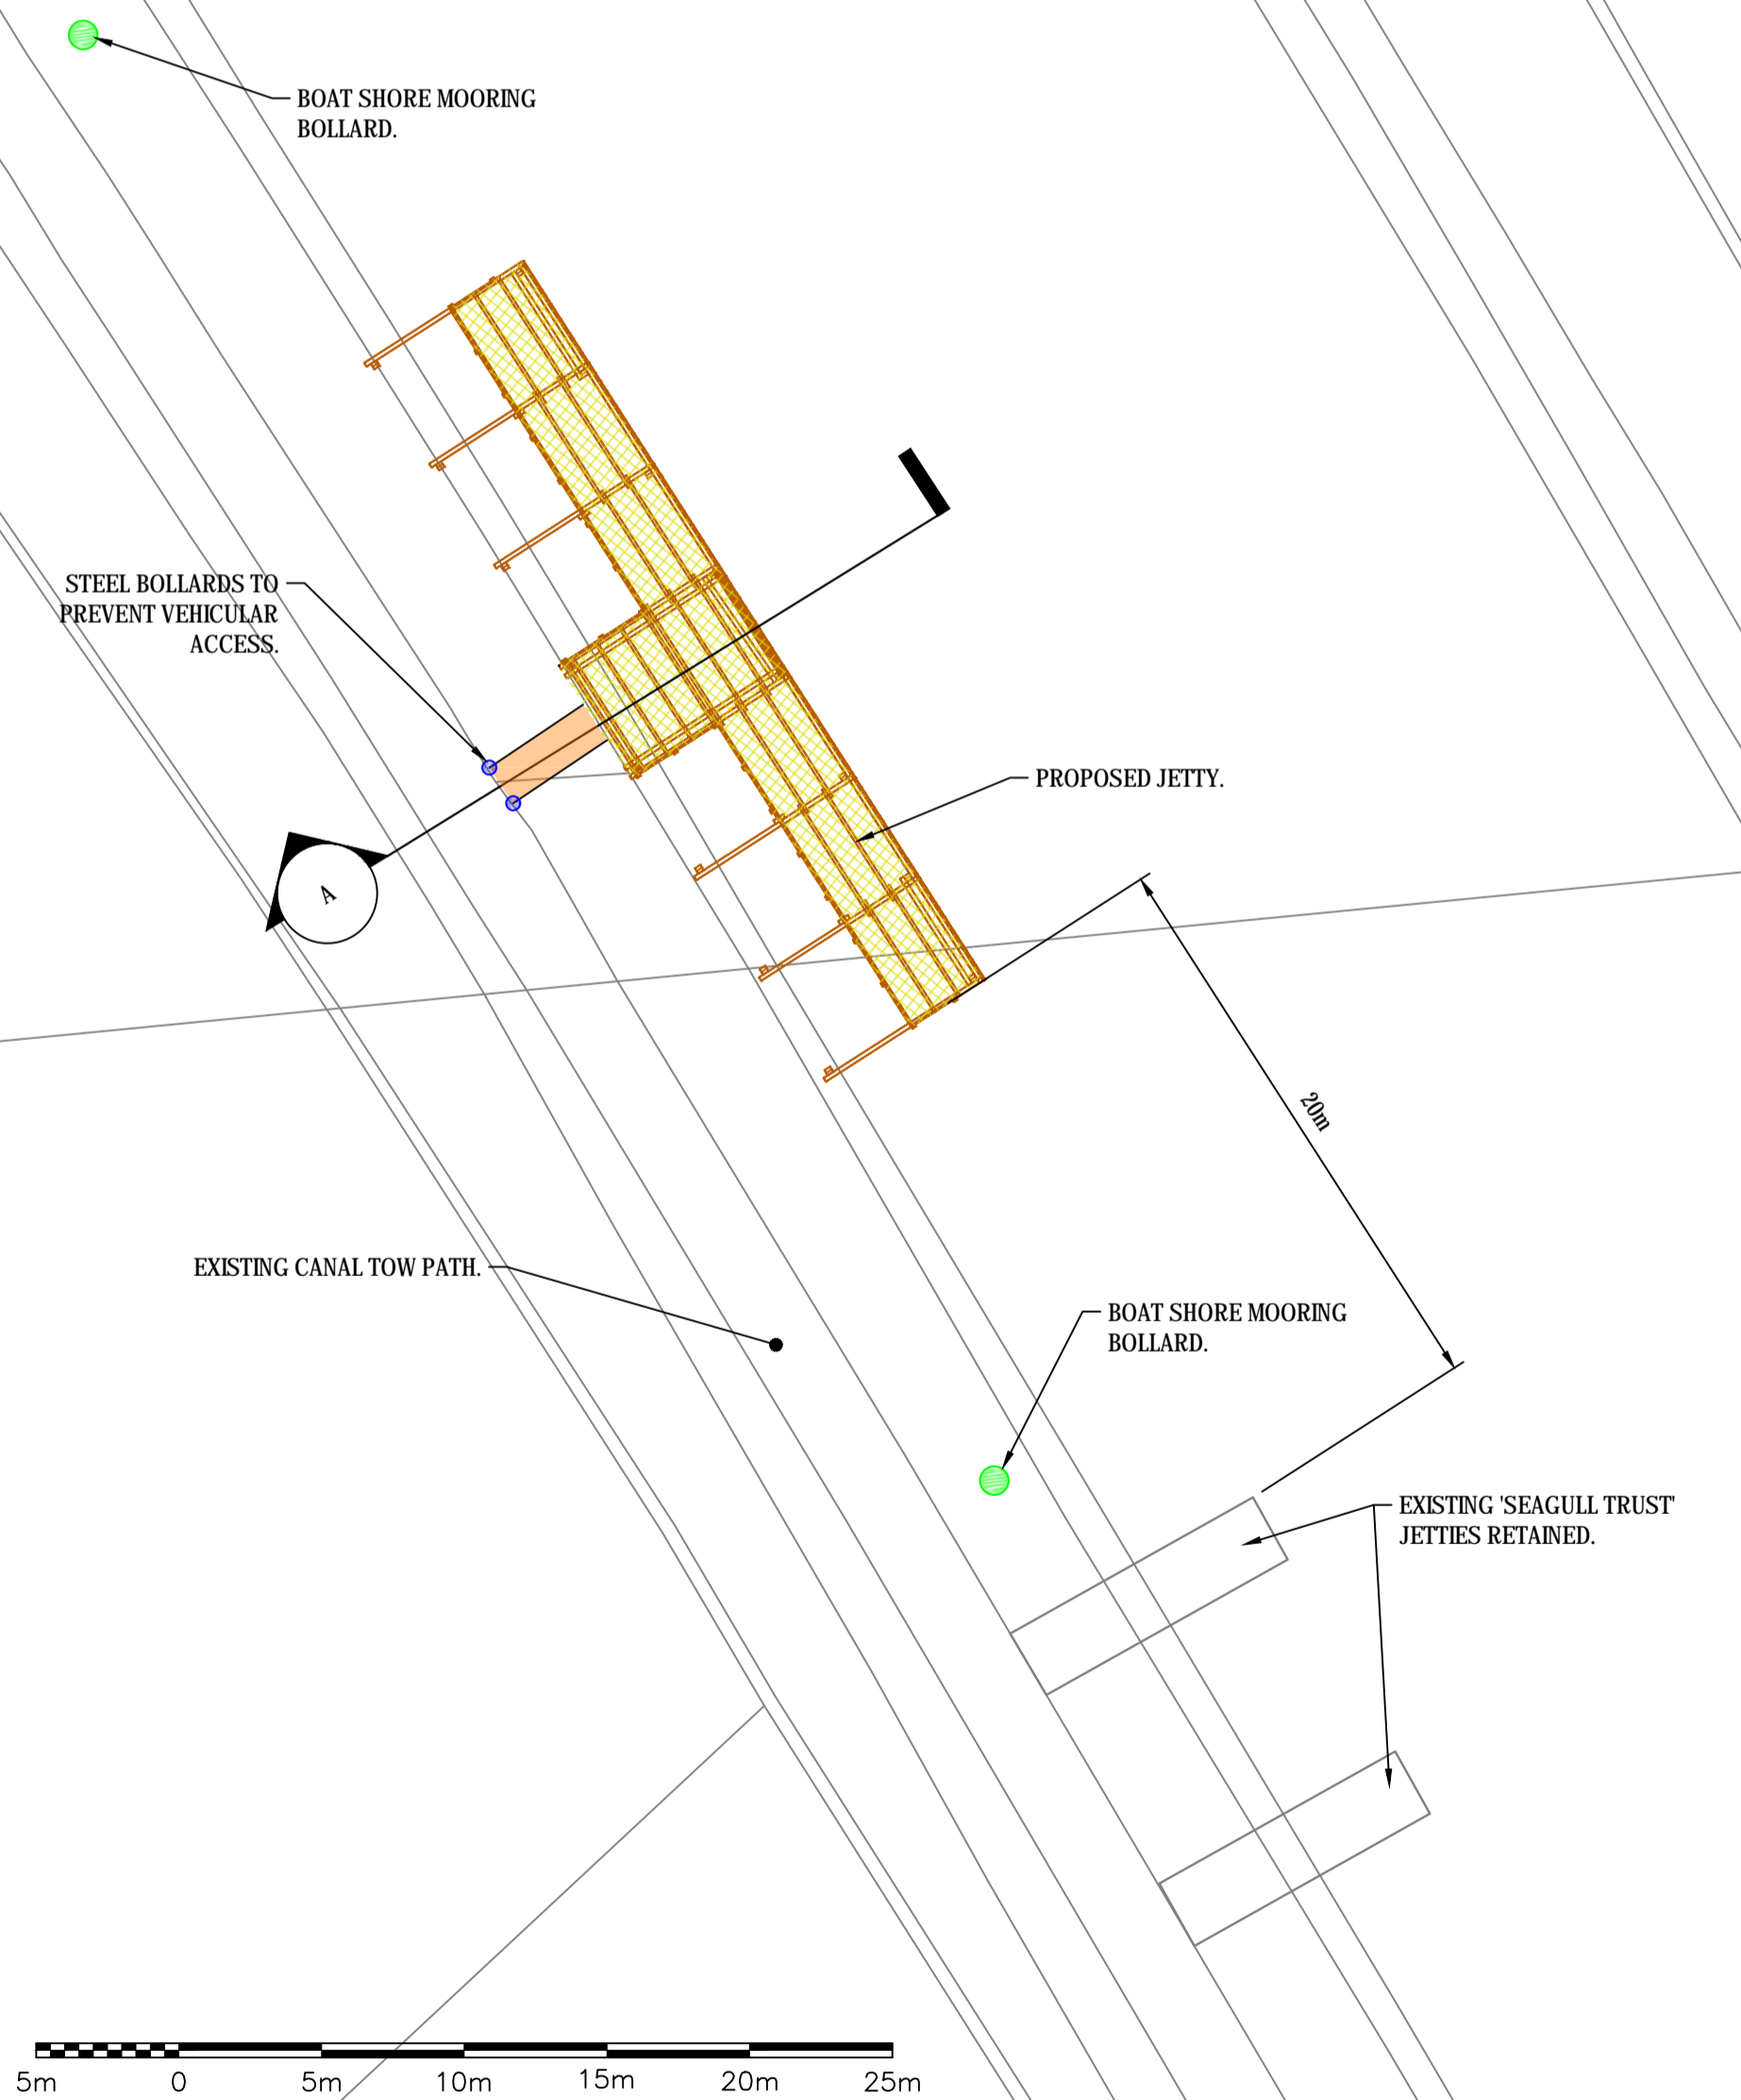 BOAT SHORE MOORING
BOLLARD.
STEEL BOLLARDS TO
PREVENT VEHICULAR
ACCESS.
PROPOSED JETTY.
A
20m
EXISTING CANAL TOW PATH.
BOAT SHORE MOORING
BOLLARD.
EXISTING 'SEAGULL TRUST'
JETTIES RETAINED.
5m 0 5m 10m 15m 20m 25m